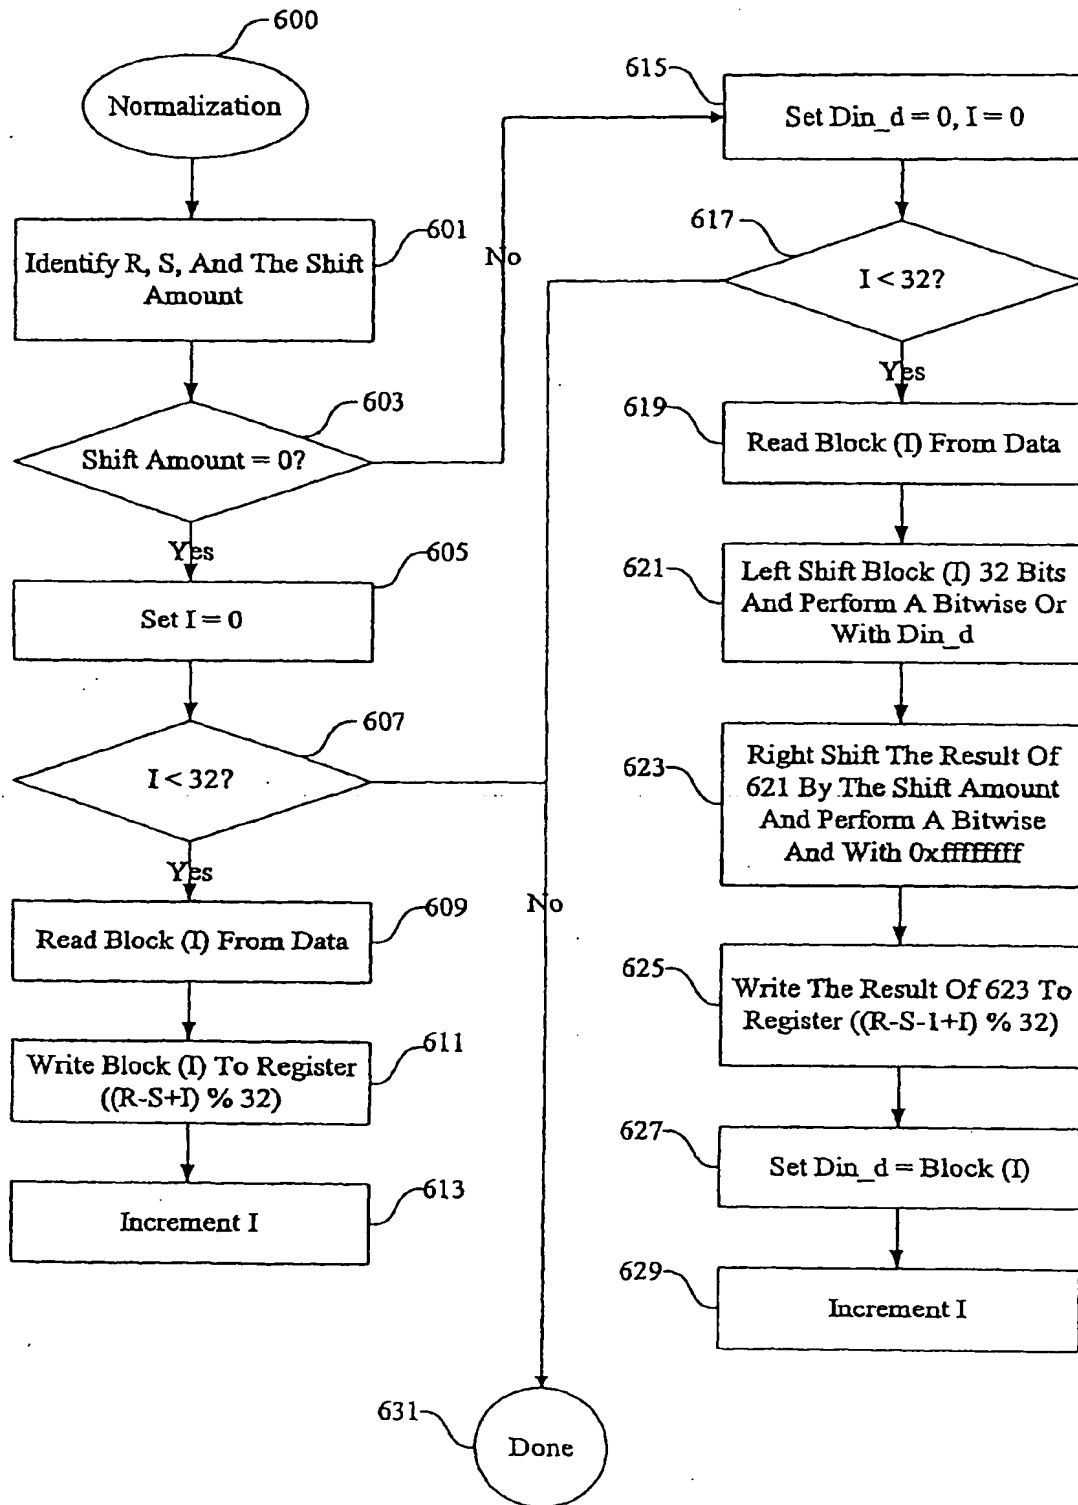 600
Normalization
601
Identify R, S, And The Shift
Amount
603
Shift Amount = 0?
No
Yes
605
Set I = 0
607
I < 32?
Yes
609
Read Block (I) From Data
611
Write Block (I) To Register
((R-S+I) % 32)
613
Increment I
615
Set Din_d = 0, I = 0
617
I < 32?
Yes
No
619
Read Block (I) From Data
621
Left Shift Block (I) 32 Bits
And Perform A Bitwise Or
With Din_d
623
Right Shift The Result Of
621 By The Shift Amount
And Perform A Bitwise
And With 0xffffffff
625
Write The Result Of 623 To
Register ((R-S-1+I) % 32)
627
Set Din_d = Block (I)
629
Increment I
631
Done